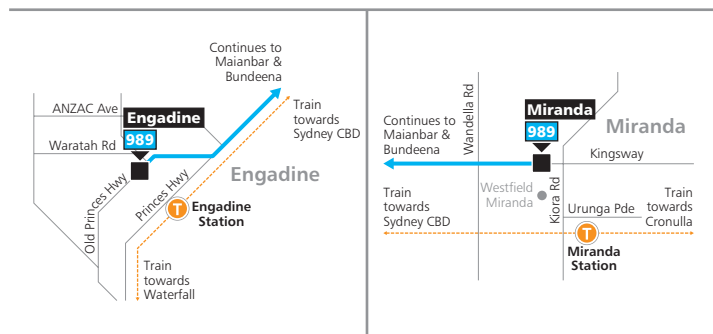 Continues to
Maianbar &
Bundeena
ANZAC Ave
Engadine
989
Waratah Rd
Train
towards
Sydney CBD
Old Princes Hwy
Princes Hwy
Engadine
T
Engadine
Station
Train
towards
Waterfall
Wandella Rd
Miranda
989
Miranda
Continues to
Maianbar &
Bundeena
Kingsway
Westfield
Miranda
Kiora Rd
Train
towards
Sydney CBD
Urunga Pde
Train
towards
Cronulla
T
Miranda
Station